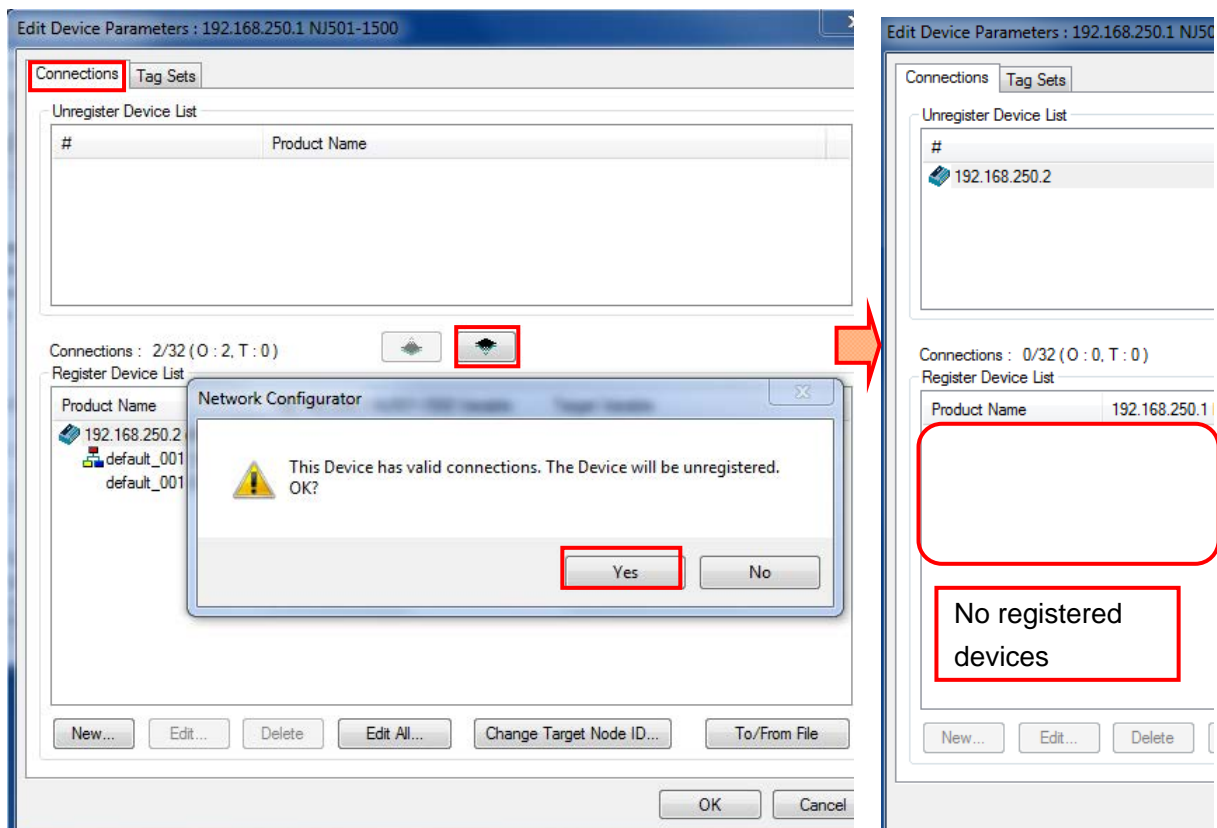 Edit Device Parameters : 192.168.250.1 NJ501-1500
Connections Tag Sets
Unregister Device List
# Product Name
Connections : 2/32 ( O : 2, T : 0 )
Register Device List
Product Name
192.168.250.2
default_001
default_001
Network Configurator
This Device has valid connections. The Device will be unregistered.
OK?
Yes No
New... Edit... Delete Edit All... Change Target Node ID... To/From File
OK Cancel
Edit Device Parameters : 192.168.250.1 NJ50
Connections Tag Sets
Unregister Device List
#
192.168.250.2
Connections : 0/32 ( O : 0, T : 0 )
Register Device List
Product Name 192.168.250.1
No registered
devices
New... Edit... Delete